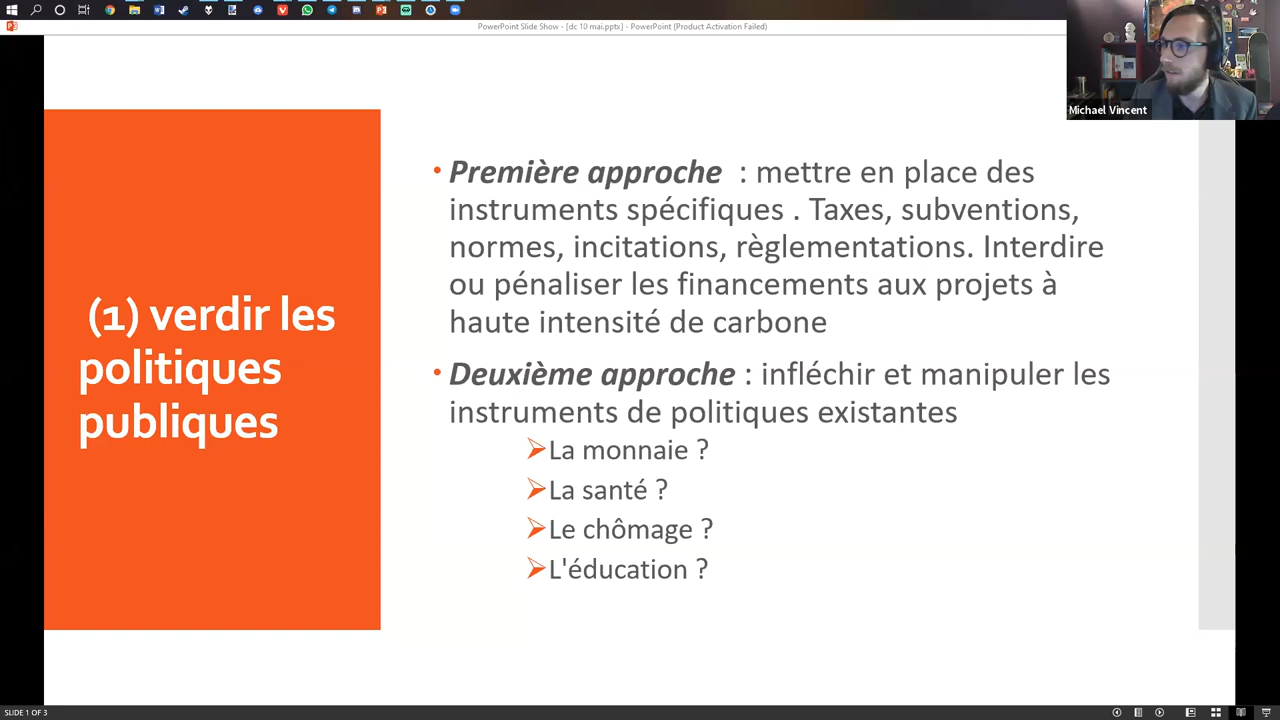 PowerPoint Slide Show - [dc 10 mai.pptx] - PowerPoint (Product Activation Failed)
Michael Vincent
(1) verdir les
politiques
publiques
• Première approche : mettre en place des
instruments spécifiques . Taxes, subventions,
normes, incitations, règlementations. Interdire
ou pénaliser les financements aux projets à
haute intensité de carbone
• Deuxième approche : infléchir et manipuler les
instruments de politiques existantes
La monnaie ?
La santé ?
Le chômage ?
L'éducation ?
SLIDE 1 OF 3